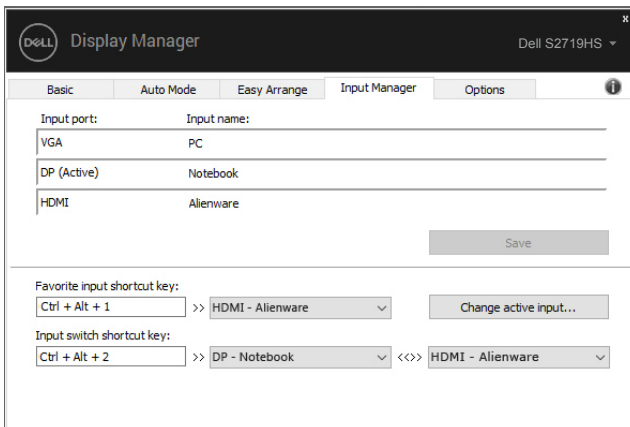 x
DELL Display Manager Dell S2719HS
Basic Auto Mode Easy Arrange Input Manager Options i
Input port: Input name:
VGA PC
DP (Active) Notebook
HDMI Alienware
Save
Favorite input shortcut key:
Ctrl + Alt + 1 >> HDMI - Alienware Change active input...
Input switch shortcut key:
Ctrl + Alt + 2 >> DP - Notebook <<>> HDMI - Alienware